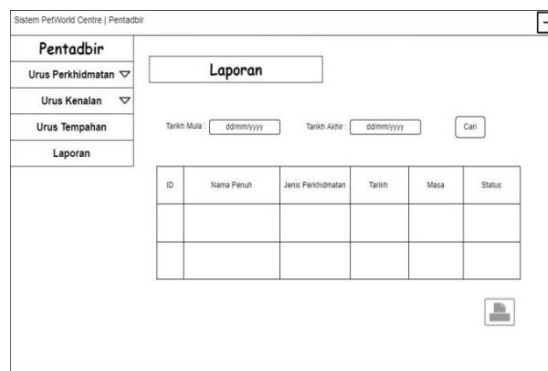 Sistem PetWorld Centre | Pentadbir
Pentadbir
Urus Perkhidmatan
Urus Kenalan
Urus Tempahan
Laporan
Laporan
Tarikh Mula : dd/mm/yyyy Tarikh Akhir : dd/mm/yyyy Cari
ID Nama Penuh Jenis Perkhidmatan Tarikh Masa Status